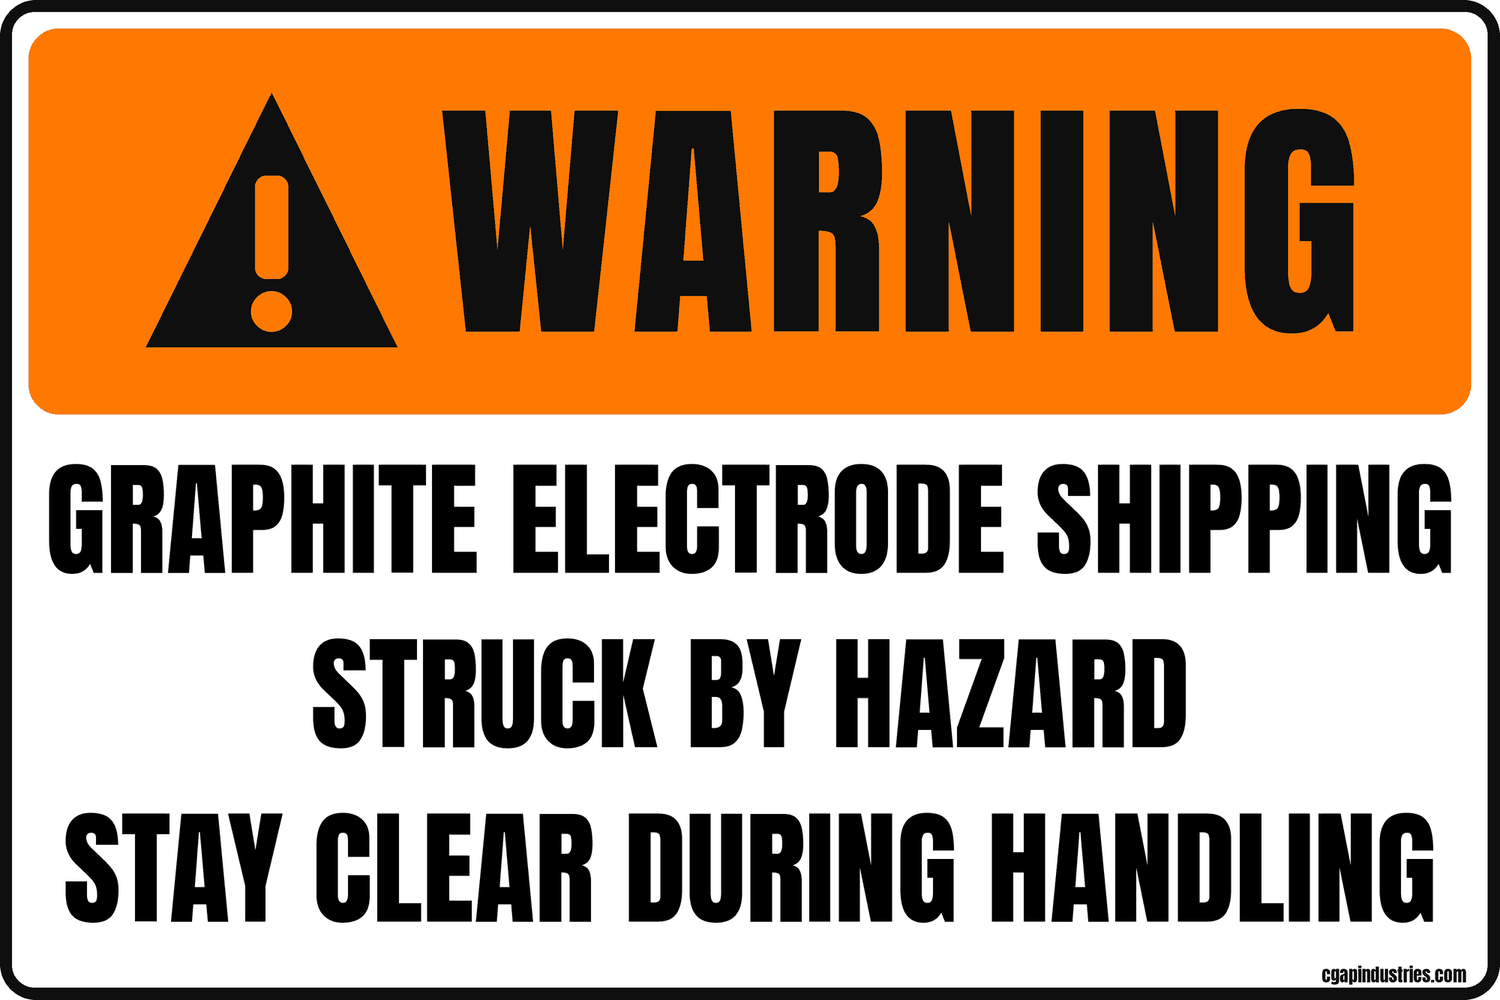 WARNING
GRAPHITE ELECTRODE SHIPPING
STRUCK BY HAZARD
STAY CLEAR DURING HANDLING
cgapindustries.com